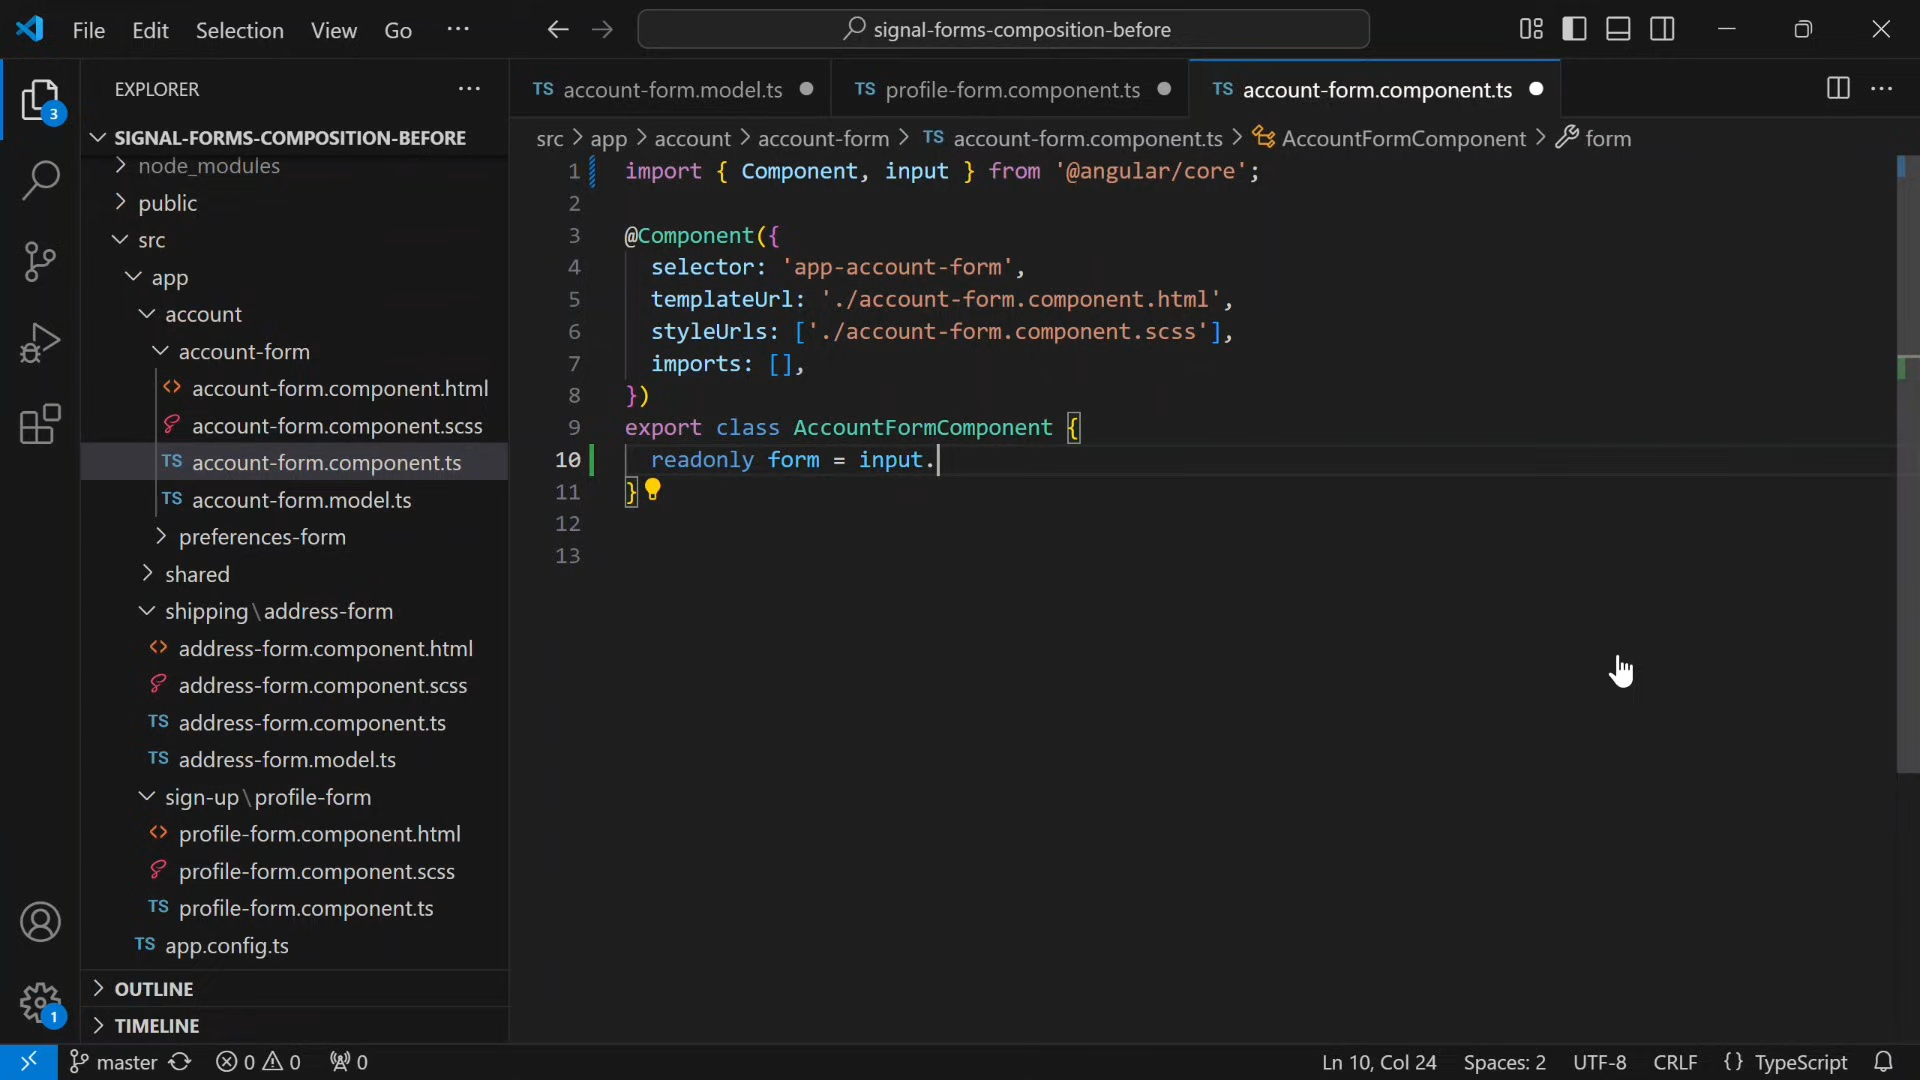 File Edit Selection View Go ···
signal-forms-composition-before
EXPLORER ···
SIGNAL-FORMS-COMPOSITION-BEFORE
node_modules
public
src
app
account
account-form
account-form.component.html
account-form.component.scss
TS account-form.component.ts
TS account-form.model.ts
preferences-form
shared
shipping\address-form
address-form.component.html
address-form.component.scss
TS address-form.component.ts
TS address-form.model.ts
sign-up\profile-form
profile-form.component.html
profile-form.component.scss
TS profile-form.component.ts
TS app.config.ts
OUTLINE
TIMELINE
3
1
TS account-form.model.ts
TS profile-form.component.ts
TS account-form.component.ts
src > app > account > account-form > TS account-form.component.ts > AccountFormComponent > form
1 import { Component, input } from '@angular/core';
2
3 @Component({
4 selector: 'app-account-form',
5 templateUrl: './account-form.component.html',
6 styleUrls: ['./account-form.component.scss'],
7 imports: [],
8 })
9 export class AccountFormComponent {
10 readonly form = input.
11 }
12
13
master 0 0 0
Ln 10, Col 24 Spaces: 2 UTF-8 CRLF {} TypeScript